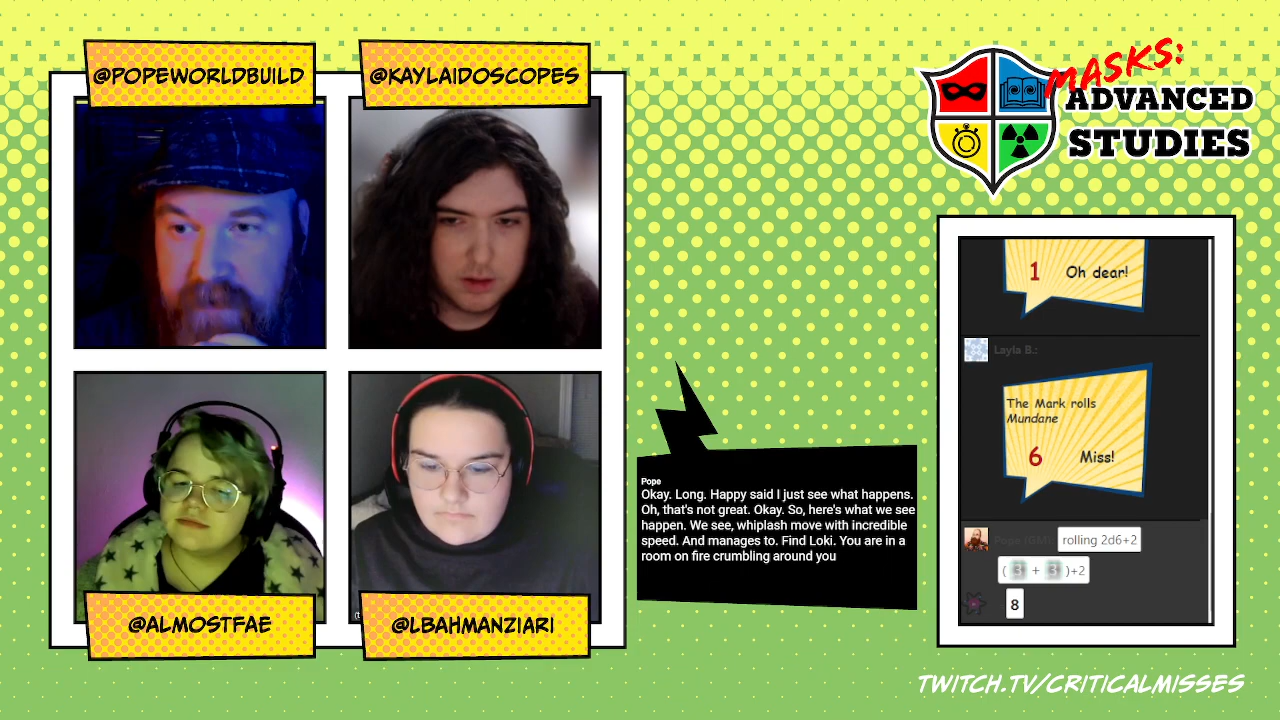 @POPEWORLDBUILD
@KAYLAIDOSCOPES
MASKS:
ADVANCED
STUDIES
1 Oh dear!
Layla B.:
The Mark rolls
Mundane
6 Miss!
Pope
Okay. Long. Happy said I just see what happens.
Oh, that's not great. Okay. So, here's what we see
happen. We see, whiplash move with incredible
speed. And manages to. Find Loki. You are in a
room on fire crumbling around you
Pope (GM): rolling 2d6+2
( 3 + 3 )+2
8
@ALMOSTFAE
@LBAHMANZIARI
TWITCH.TV/CRITICALMISSES